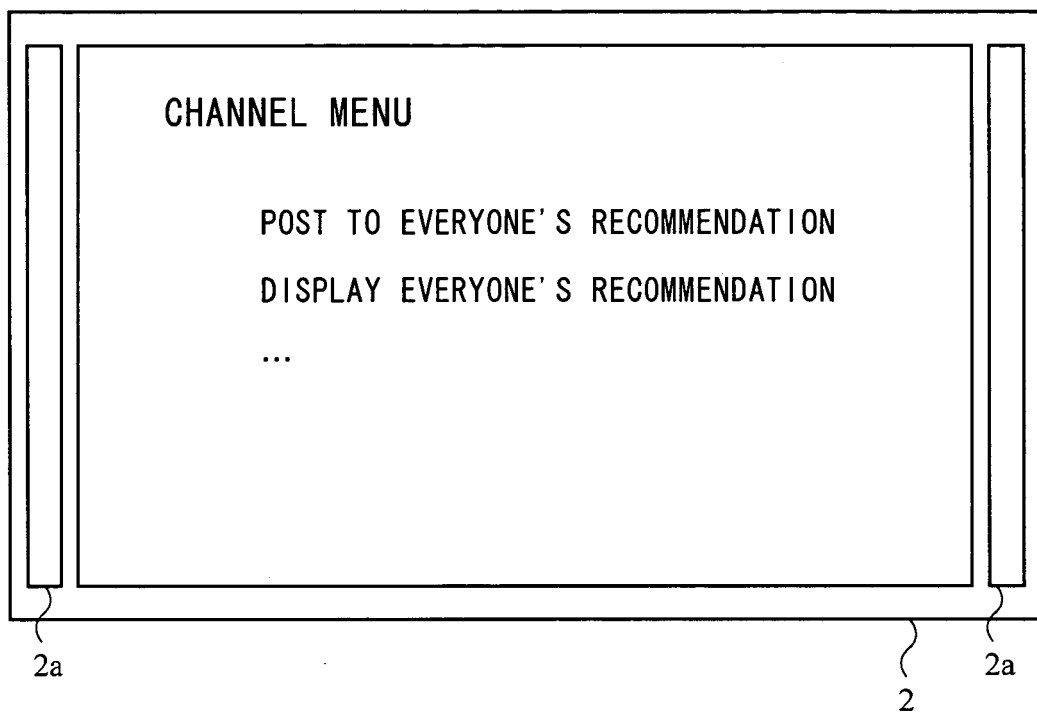 CHANNEL MENU
POST TO EVERYONE'S RECOMMENDATION
DISPLAY EVERYONE'S RECOMMENDATION
...
2a
2a
2